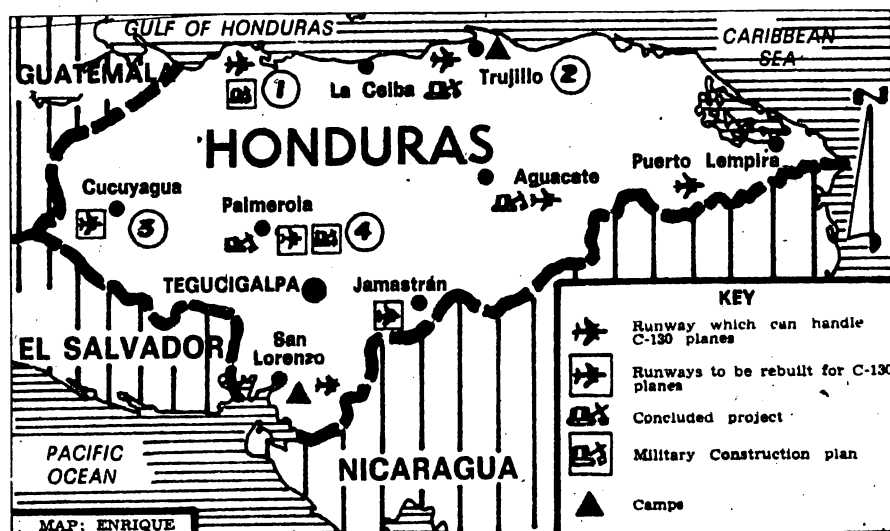 GULF OF HONDURAS
CARIBBEAN
SEA
GUATEMALA
1
La Ceiba
Trujillo
2
HONDURAS
Puerto Lempira
Cucuyagua
3
Palmerola
4
Aguacate
TEGUCIGALPA
Jamastrán
EL SALVADOR
San
Lorenzo
PACIFIC
OCEAN
NICARAGUA
KEY
Runway which can handle
C-130 planes
Runways to be rebuilt for C-130
planes
Concluded project
Military Construction plan
Camps
MAP: ENRIQUE